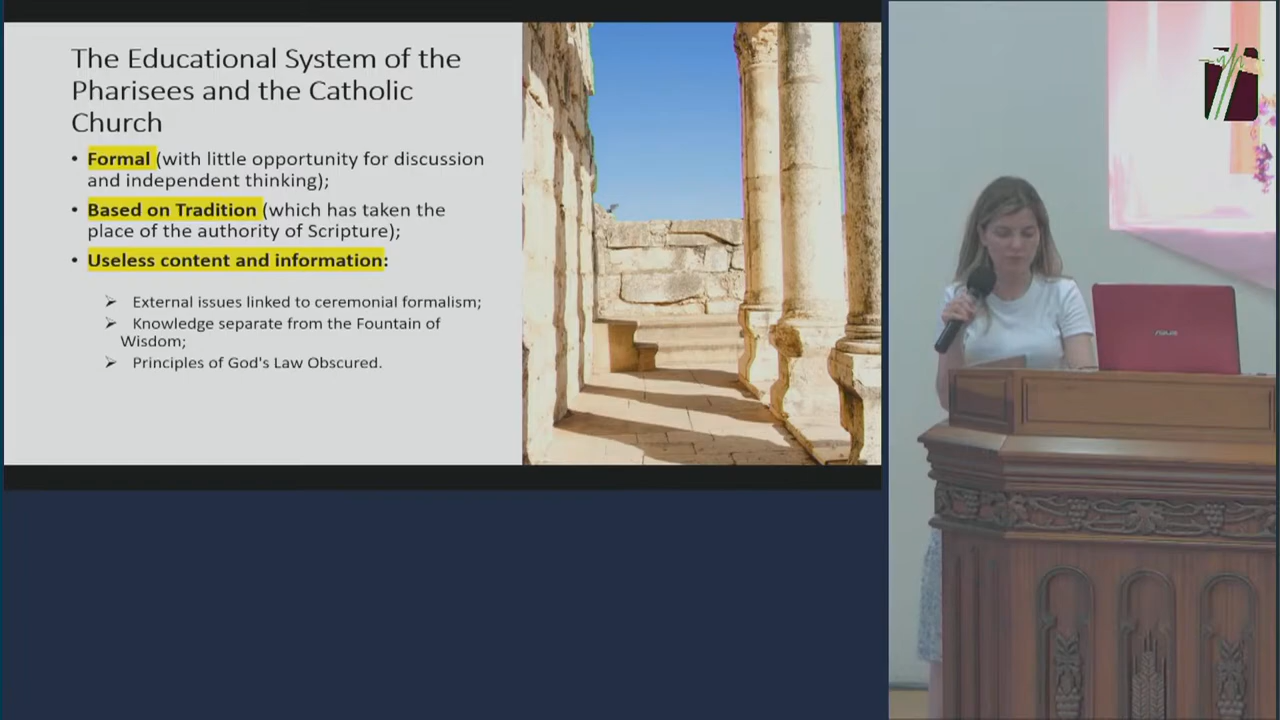 The Educational System of the
Pharisees and the Catholic
Church
• Formal (with little opportunity for discussion
and independent thinking);
• Based on Tradition (which has taken the
place of the authority of Scripture);
• Useless content and information:
➢ External issues linked to ceremonial formalism;
➢ Knowledge separate from the Fountain of
Wisdom;
➢ Principles of God's Law Obscured.
ASUS